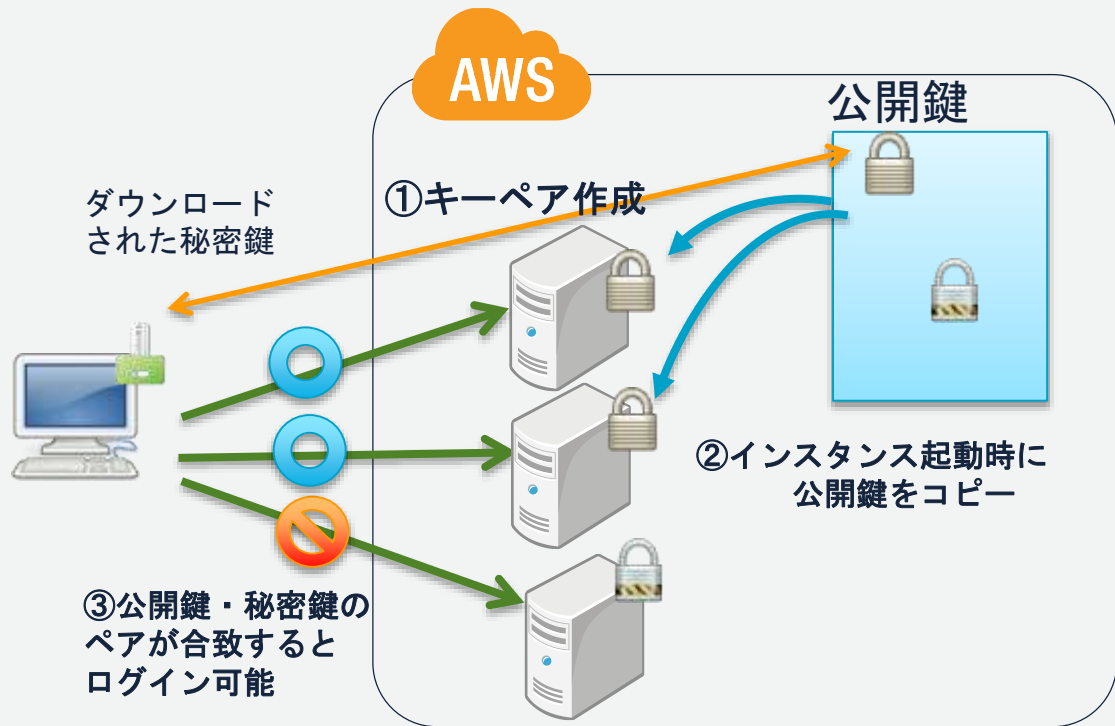 AWS
公開鍵
ダウンロード
された秘密鍵
①キーペア作成
②インスタンス起動時に
公開鍵をコピー
③公開鍵・秘密鍵の
ペアが合致すると
ログイン可能